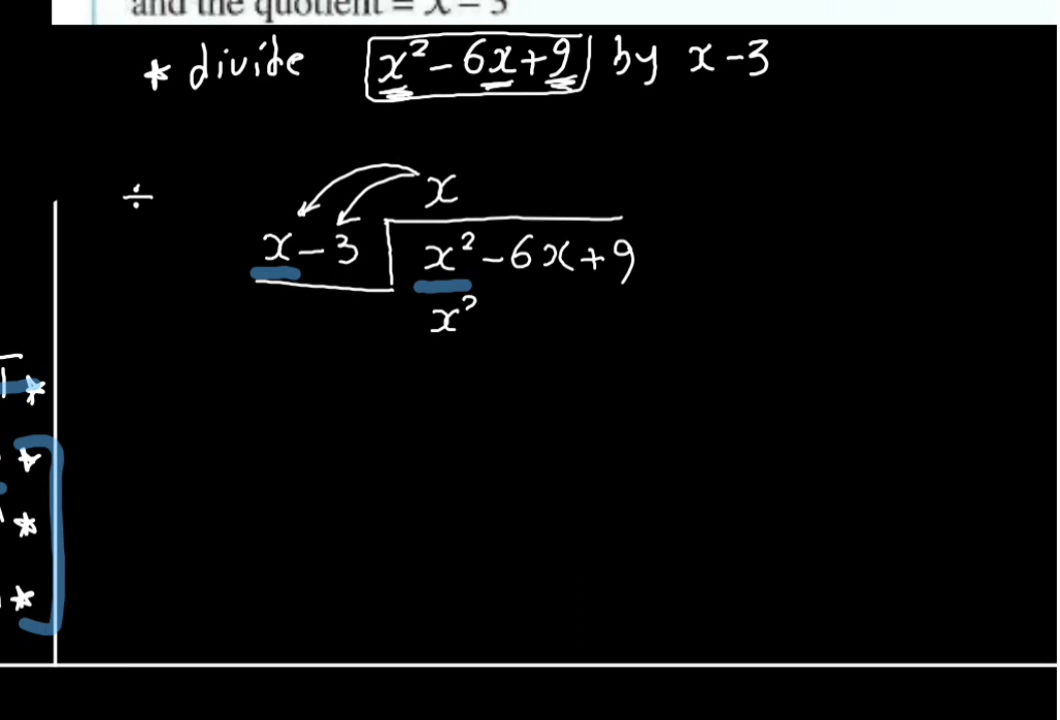 and the quotient = x - 3
* divide x² - 6x + 9 by x - 3
÷
x
x - 3 x² - 6x + 9
x²
*
*
*
*